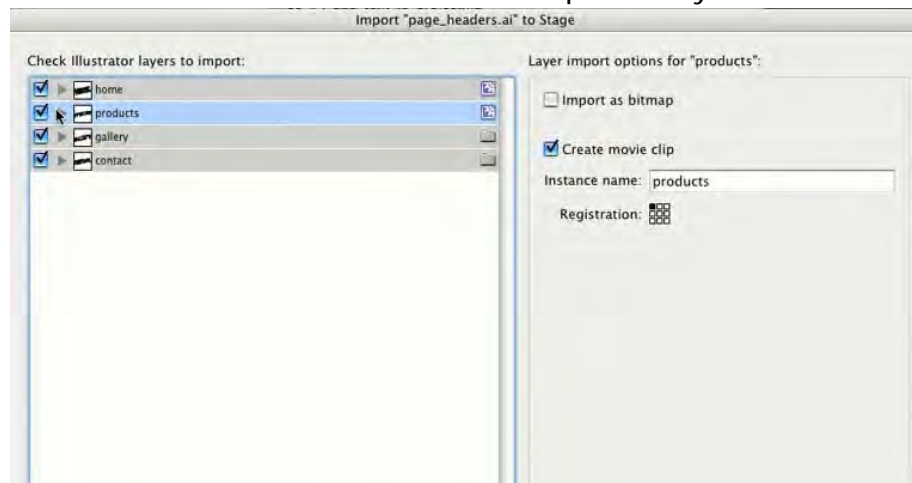 Import "page_headers.ai" to Stage
Check Illustrator layers to import:
home
products
gallery
contact
Layer import options for "products":
Import as bitmap
Create movie clip
Instance name: products
Registration: